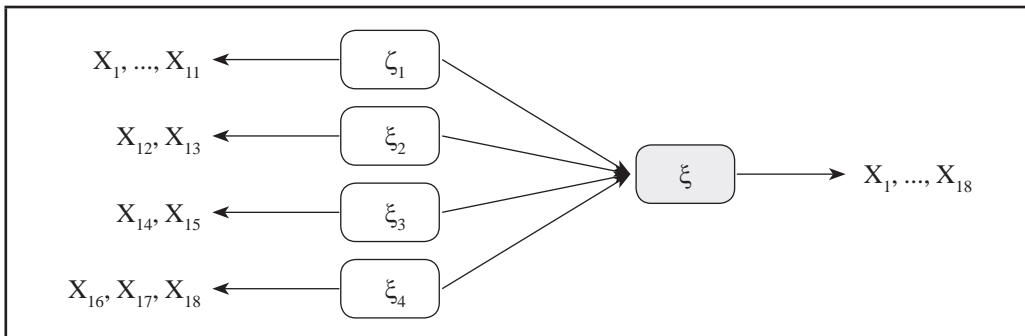 X₁, ..., X₁₁ ζ₁
X₁₂, X₁₃ ξ₂
ξ X₁, ..., X₁₈
X₁₄, X₁₅ ξ₃
X₁₆, X₁₇, X₁₈ ξ₄